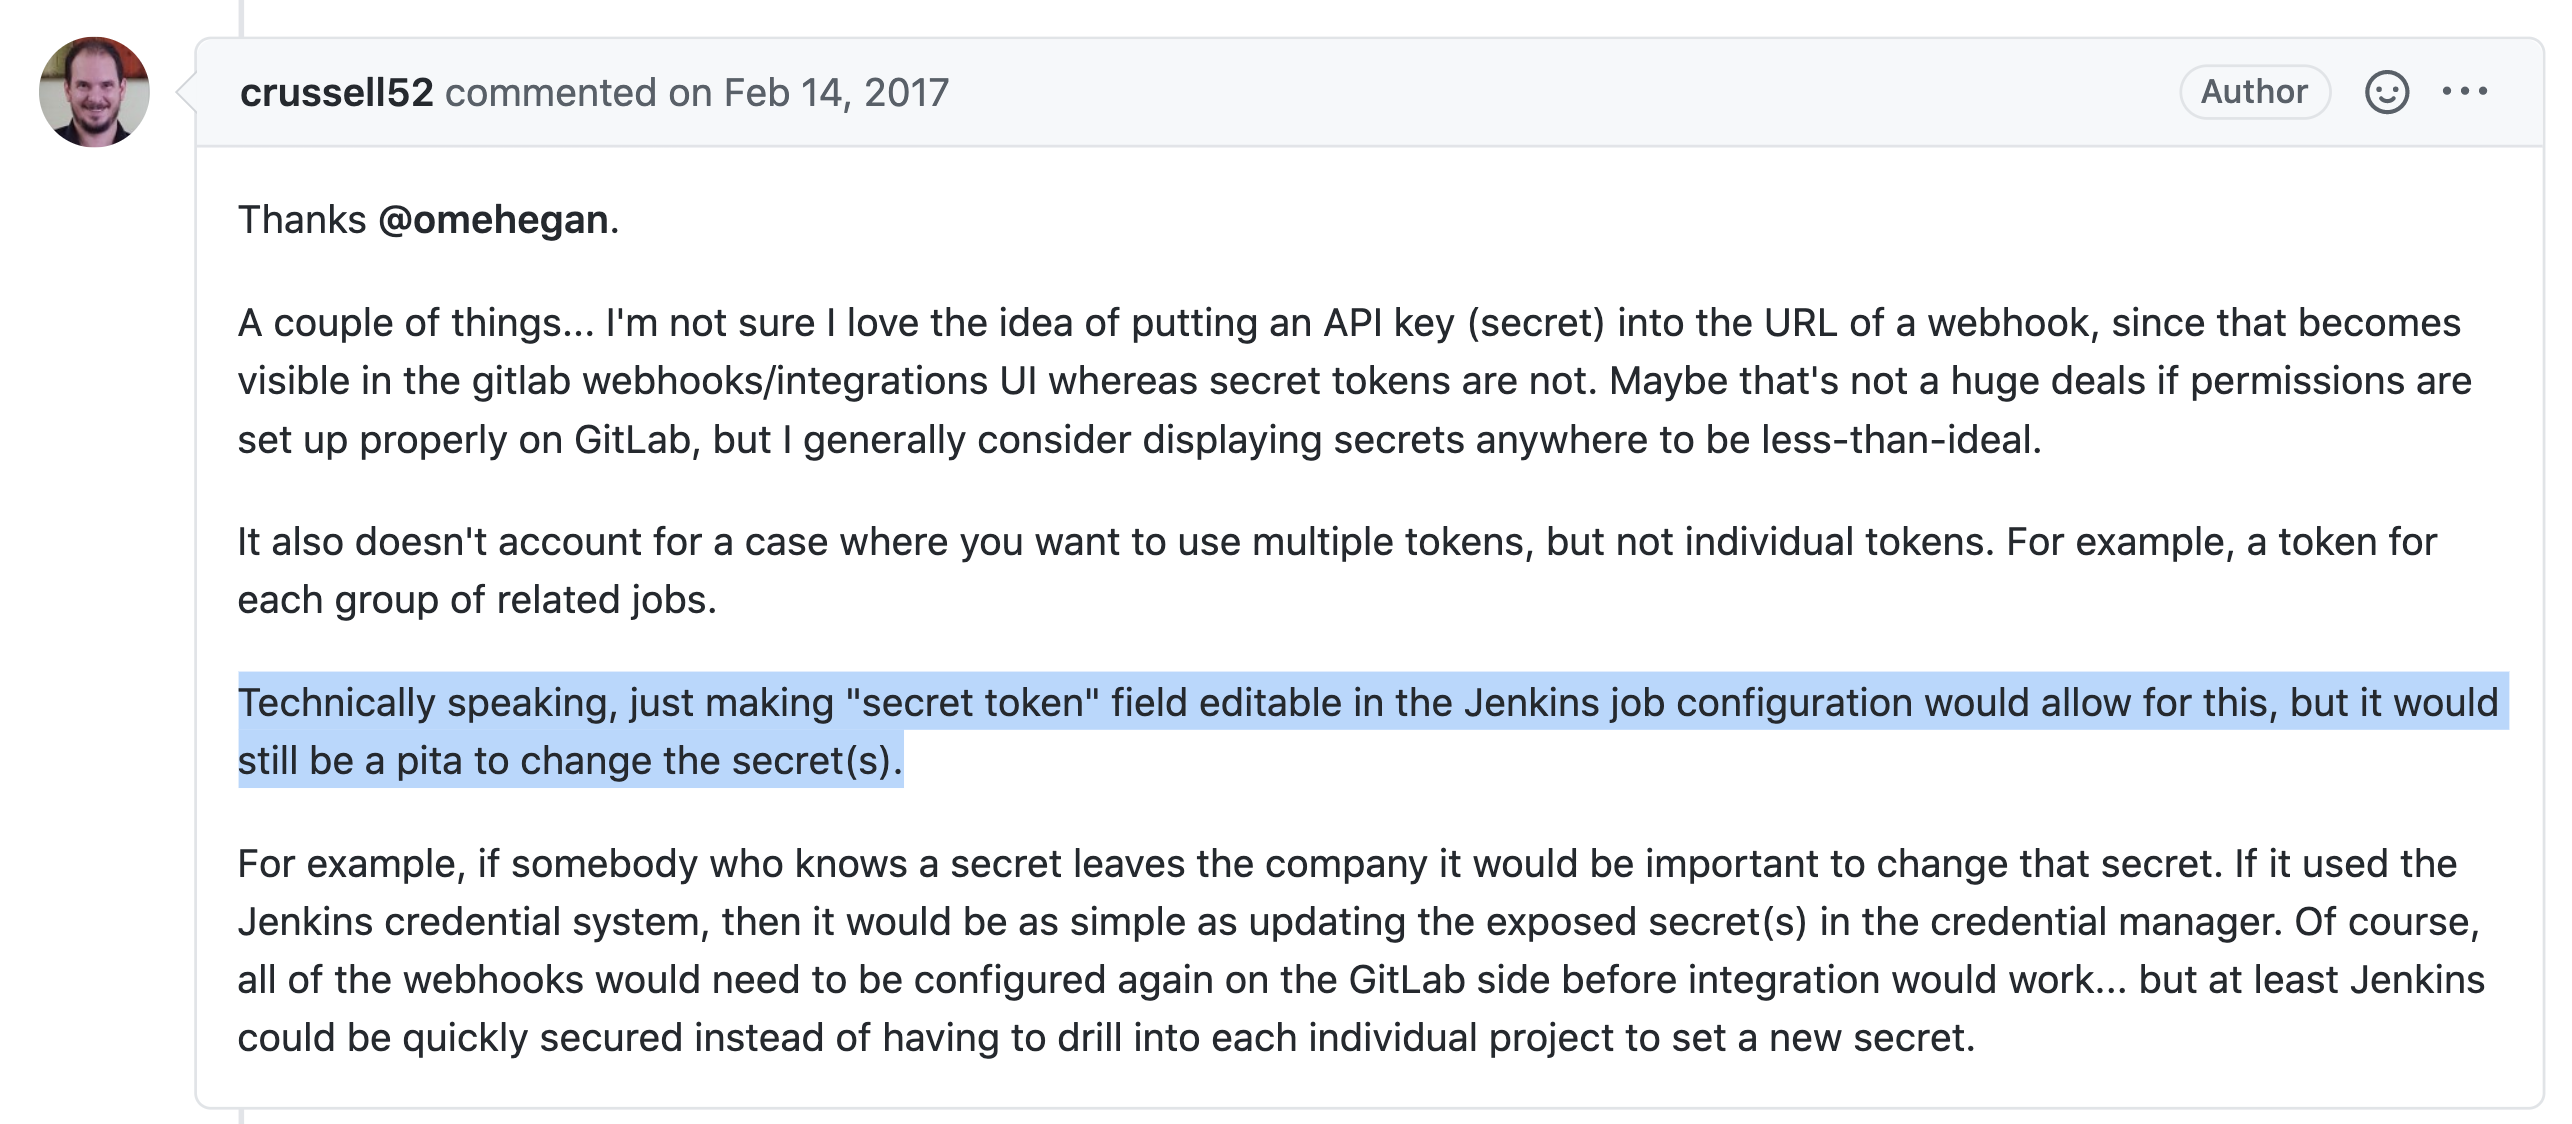 crussell52 commented on Feb 14, 2017
Author
Thanks @omehegan.
A couple of things... I'm not sure I love the idea of putting an API key (secret) into the URL of a webhook, since that becomes
visible in the gitlab webhooks/integrations UI whereas secret tokens are not. Maybe that's not a huge deals if permissions are
set up properly on GitLab, but I generally consider displaying secrets anywhere to be less-than-ideal.
It also doesn't account for a case where you want to use multiple tokens, but not individual tokens. For example, a token for
each group of related jobs.
Technically speaking, just making "secret token" field editable in the Jenkins job configuration would allow for this, but it would
still be a pita to change the secret(s).
For example, if somebody who knows a secret leaves the company it would be important to change that secret. If it used the
Jenkins credential system, then it would be as simple as updating the exposed secret(s) in the credential manager. Of course,
all of the webhooks would need to be configured again on the GitLab side before integration would work... but at least Jenkins
could be quickly secured instead of having to drill into each individual project to set a new secret.